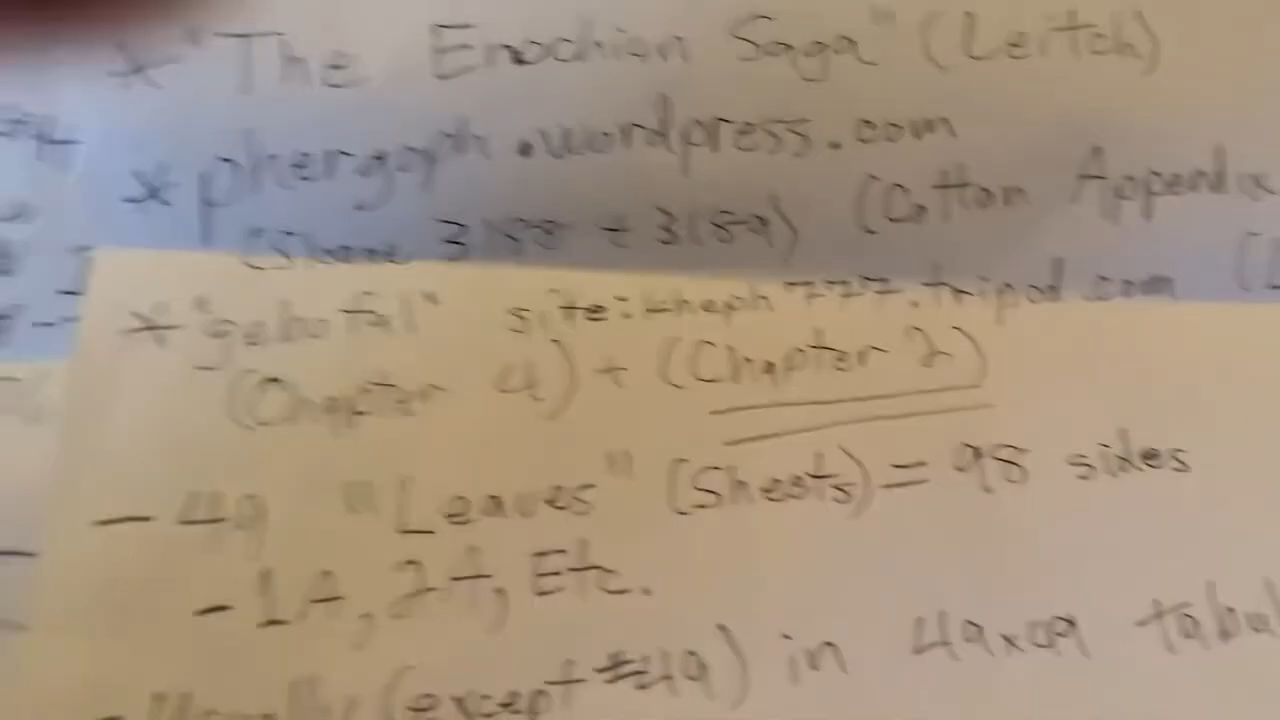 * "The Enochian Saga" (Leitch)
* phergoph.wordpress.com
(Sloane 3188 + 3189) (Cotton Appendix
* "gebofal" site:kheph777.tripod.com (L
(Chapter 4) + (Chapter 2)
- 49 "Leaves" (Sheets) = 98 sides
- 1A, 2A, Etc.
- (except #49) in 49x49 tabul